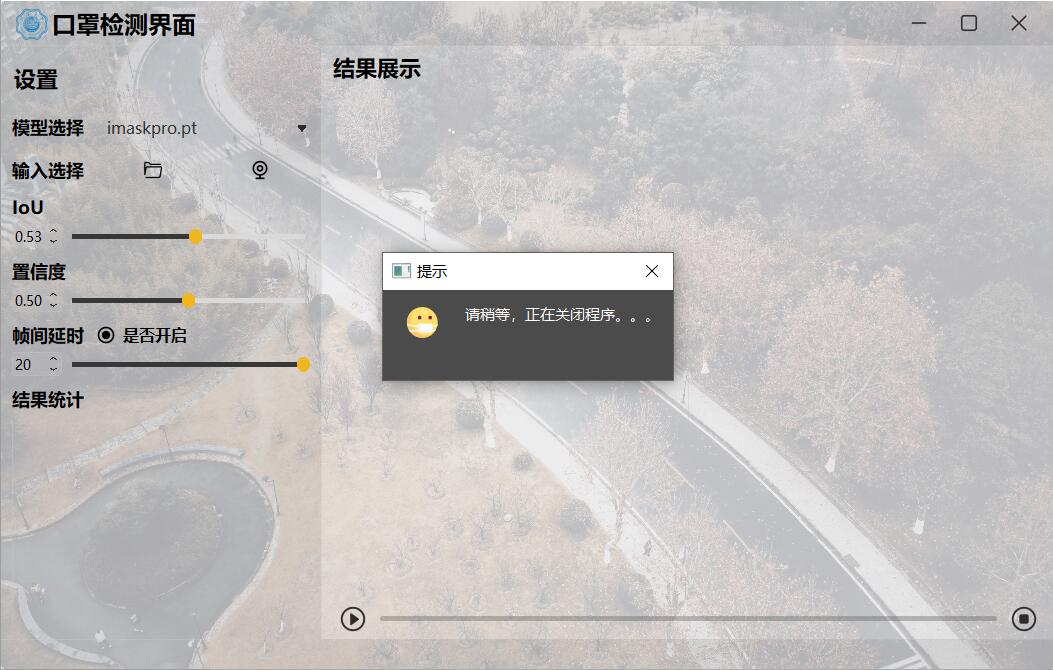 口罩检测界面
设置
模型选择 imaskpro.pt
输入选择
IoU
0.53
置信度
0.50
帧间延时 是否开启
20
结果统计
结果展示
提示
请稍等，正在关闭程序。。。